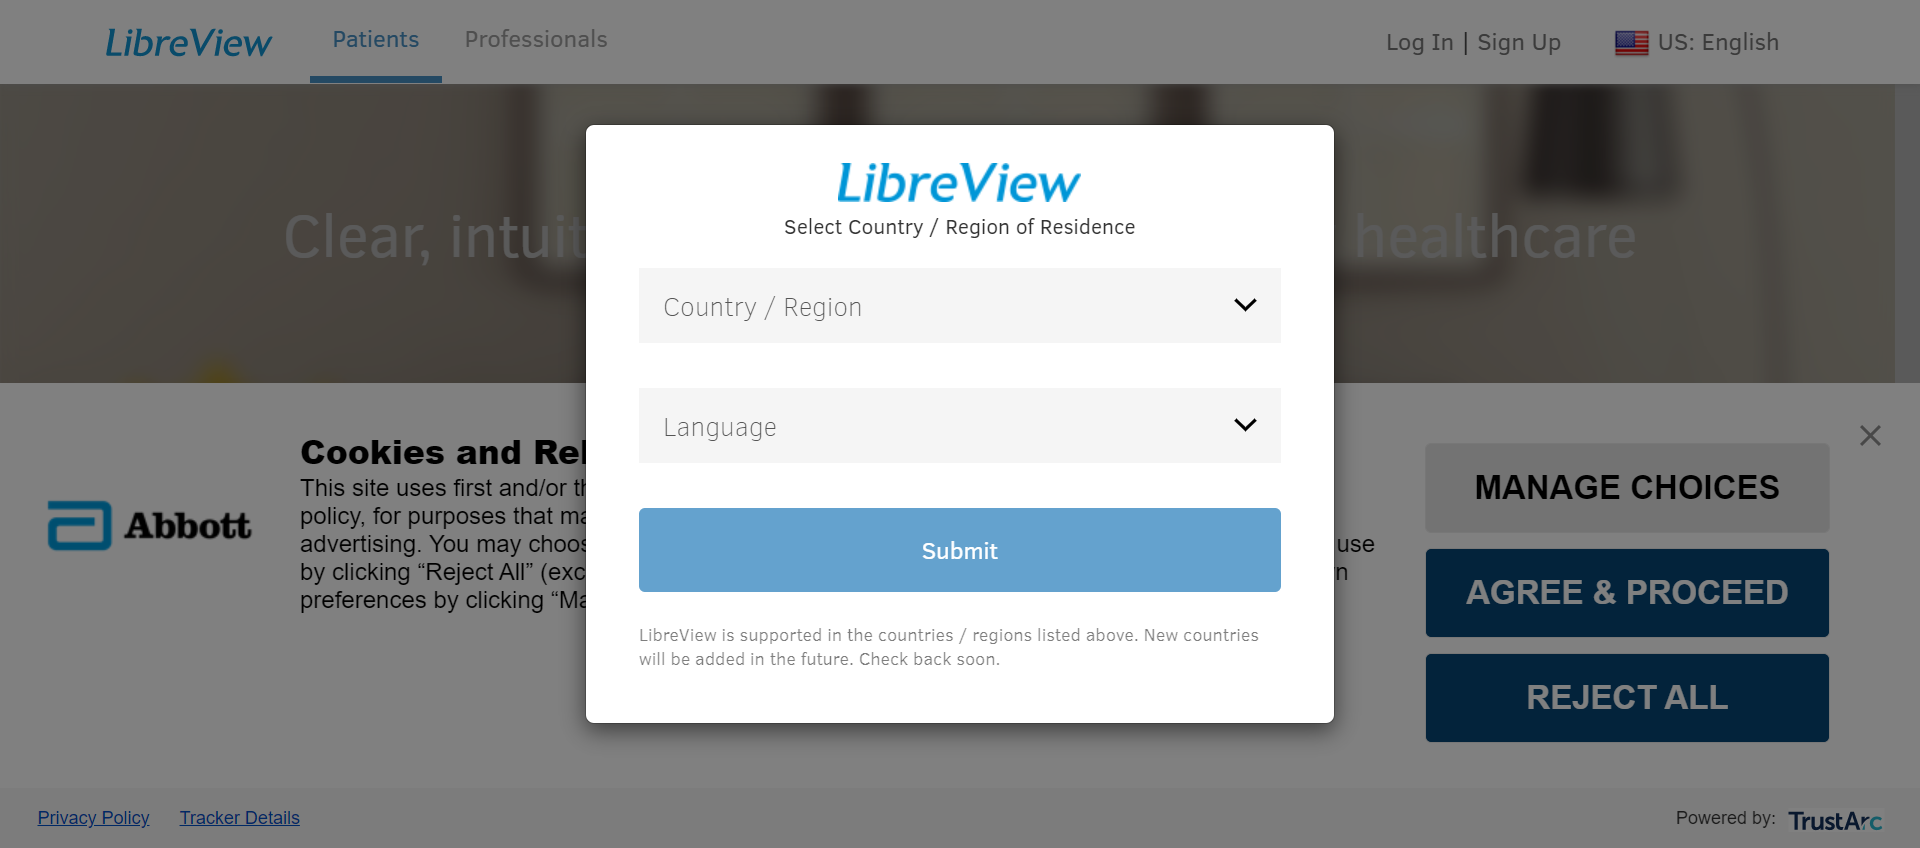 LibreView
Patients
Professionals
Log In | Sign Up
US: English
Clear, intuit
healthcare
LibreView
Select Country / Region of Residence
Country / Region
Language
Submit
LibreView is supported in the countries / regions listed above. New countries
will be added in the future. Check back soon.
Abbott
Cookies and Rel
This site uses first and/or th
policy, for purposes that ma
advertising. You may choos
use
by clicking “Reject All” (exc
preferences by clicking “Ma
MANAGE CHOICES
AGREE & PROCEED
REJECT ALL
Privacy Policy
Tracker Details
Powered by: TrustArc